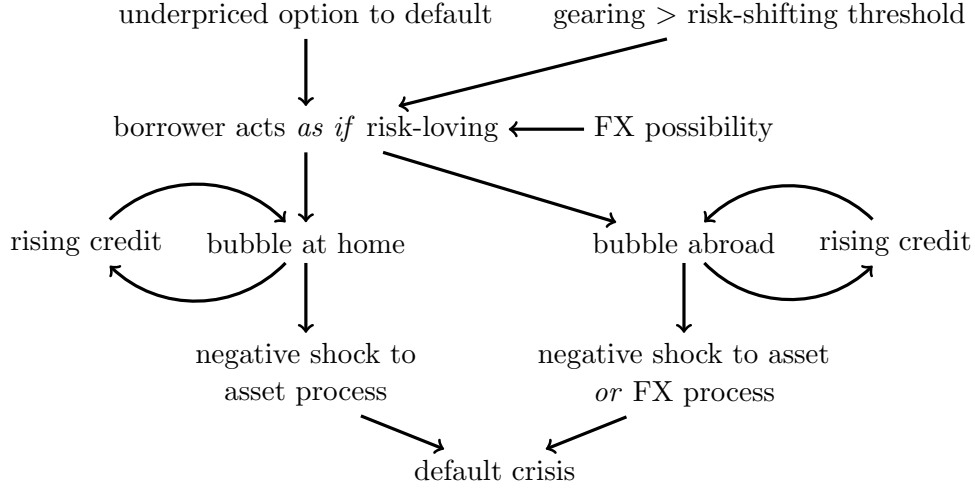 underpriced option to default
gearing > risk-shifting threshold
borrower acts as if risk-loving
FX possibility
rising credit
bubble at home
bubble abroad
rising credit
negative shock to
asset process
negative shock to asset
or FX process
default crisis